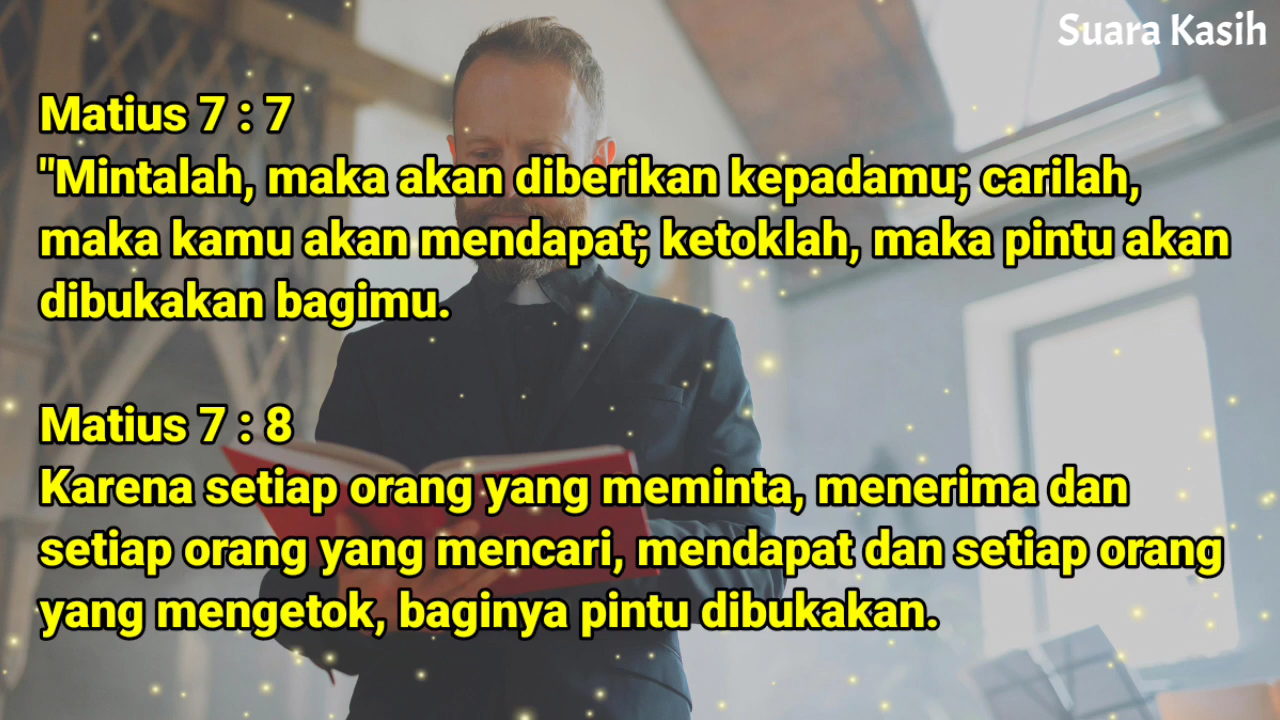 Suara Kasih
Matius 7 : 7
"Mintalah, maka akan diberikan kepadamu; carilah,
maka kamu akan mendapat; ketoklah, maka pintu akan
dibukakan bagimu.
Matius 7 : 8
Karena setiap orang yang meminta, menerima dan
setiap orang yang mencari, mendapat dan setiap orang
yang mengetok, baginya pintu dibukakan.